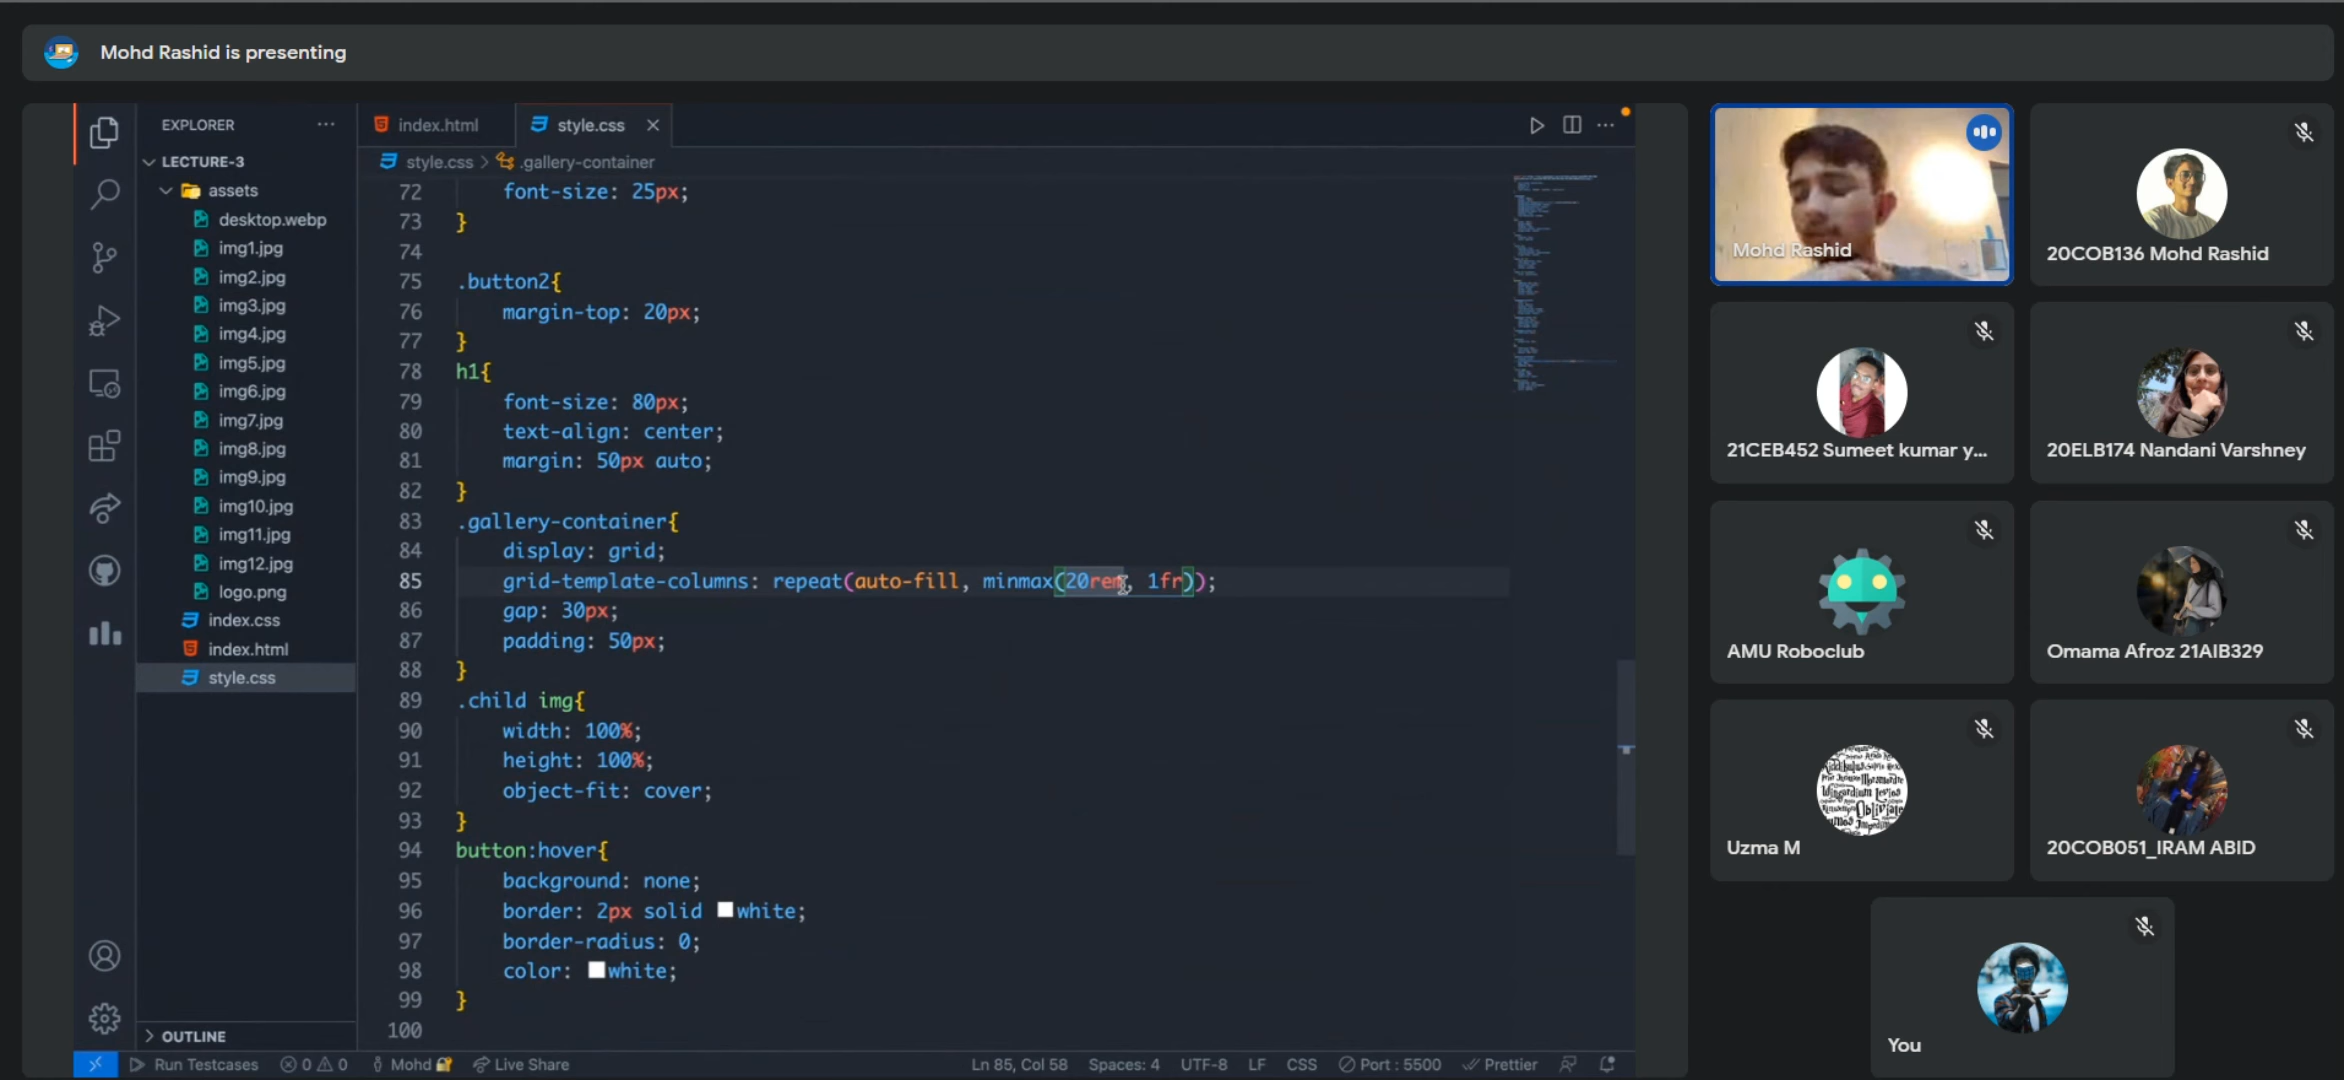 Mohd Rashid is presenting
EXPLORER
LECTURE-3
assets
desktop.webp
img1.jpg
img2.jpg
img3.jpg
img4.jpg
img5.jpg
img6.jpg
img7.jpg
img8.jpg
img9.jpg
img10.jpg
img11.jpg
img12.jpg
logo.png
index.css
index.html
style.css
OUTLINE
index.html
style.css
style.css > .gallery-container
72 font-size: 25px;
73 }
74
75 .button2{
76 margin-top: 20px;
77 }
78 h1{
79 font-size: 80px;
80 text-align: center;
81 margin: 50px auto;
82 }
83 .gallery-container{
84 display: grid;
85 grid-template-columns: repeat(auto-fill, minmax(20rem, 1fr));
86 gap: 30px;
87 padding: 50px;
88 }
89 .child img{
90 width: 100%;
91 height: 100%;
92 object-fit: cover;
93 }
94 button:hover{
95 background: none;
96 border: 2px solid white;
97 border-radius: 0;
98 color: white;
99 }
100
Run Testcases 0 0 Mohd Live Share Ln 85, Col 58 Spaces: 4 UTF-8 LF CSS Port : 5500 Prettier
Mohd Rashid
20COB136 Mohd Rashid
21CEB452 Sumeet kumar y...
20ELB174 Nandani Varshney
AMU Roboclub
Omama Afroz 21AIB329
Uzma M
20COB051_IRAM ABID
You